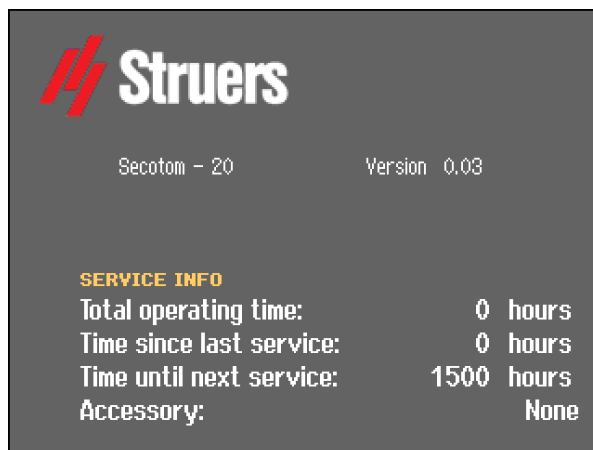 Struers
Secotom - 20 Version 0.03
SERVICE INFO
Total operating time: 0 hours
Time since last service: 0 hours
Time until next service: 1500 hours
Accessory: None